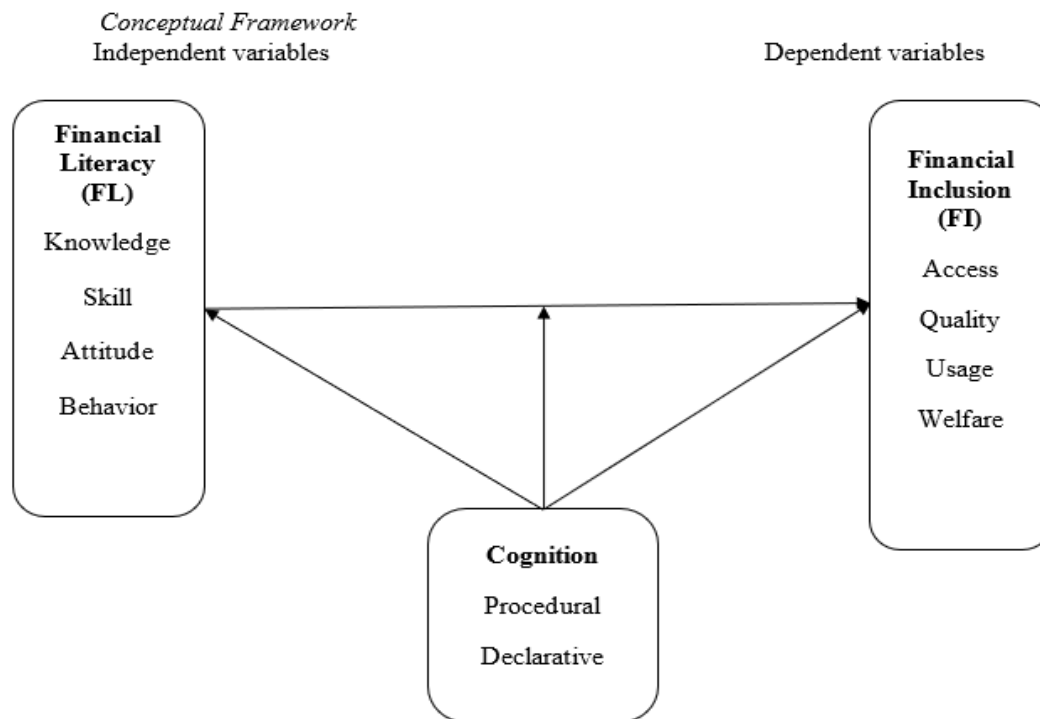 Conceptual Framework
Independent variables
Dependent variables
Financial
Literacy
(FL)
Knowledge
Skill
Attitude
Behavior
Financial
Inclusion
(FI)
Access
Quality
Usage
Welfare
Cognition
Procedural
Declarative